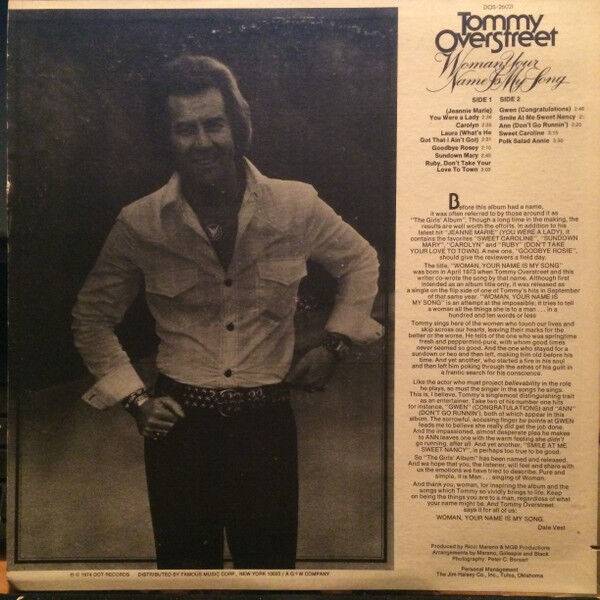 DOS-26021
Tommy
Overstreet
Woman, Your
Name Is My Song
SIDE 1
(Jeannie Marie)
You Were a Lady 2:26
Carolyn 2:35
Laura (What's He
Got That I Ain't Got) 3:31
Goodbye Rosey 2:10
Sundown Mary 2:40
Ruby, Don't Take Your
Love To Town 3:03
SIDE 2
Gwen (Congratulations) 2:46
Smile At Me Sweet Nancy 2:
Ann (Don't Go Runnin') 2:20
Sweet Caroline 3:15
Polk Salad Annie 3:30
Before this album had a name,
it was often referred to by those around it as
"The Girls' Album". Though a long time in the making, the
results are well worth the efforts. In addition to his
latest hit "JEANNE MARIE" (YOU WERE A LADY), it
contains the favorites "SWEET CAROLINE", "SUNDOWN
MARY", "CAROLYN" and "RUBY" (DON'T TAKE
YOUR LOVE TO TOWN). A new one, "GOODBYE ROSIE",
should give the reviewers a field day.
The title, "WOMAN, YOUR NAME IS MY SONG"
was born in April 1973 when Tommy Overstreet and this
writer co-wrote the song by that name. Although first
intended as an album title only, it was released as
a single on the flip side of one of Tommy's hits in September
of that same year. "WOMAN, YOUR NAME IS
MY SONG" is an attempt at the impossible; it tries to tell
a woman all the things she is to a man . . . in a
hundred and ten words or less
Tommy sings here of the women who touch our lives and
skip across our hearts, leaving their marks for the
better or the worse. He tells of the one who was springtime
fresh and peppermint-pure, with whom good times
never seemed so good. And the one who stayed for a
sundown or two and then left, making him old before his
time. And yet another, who started a fire in his soul
and then left him poking through the ashes of his guilt in
a frantic search for his conscience.
Like the actor who must project believability in the role
he plays, so must the singer in the songs he sings.
This is, I believe, Tommy's singlemost distinguishing trait
as an entertainer. Take two of his number one hits
for instance, "GWEN" (CONGRATULATIONS) and "ANN"
(DON'T GO RUNNIN'), both of which appear in this
album. The sorrowful, accusing finger be points at GWEN
leads me to believe she really did get the job done.
And the impassioned, almost desperate plea he makes
to ANN leaves one with the warm feeling she didn't
go running, after all. And yet another, "SMILE AT ME
SWEET NANCY", is perhaps too true to be good.
So "The Girls' Album" has been named and released.
And we hope that you, the listener, will feel and share with
us the emotions we have tried to describe. Pure and
simple, it is Man . . . singing of Woman.
And thank you, woman, for inspiring the album and the
songs which Tommy so vividly brings to life. Keep
on being the things you are to a man, regardless of what
your name might be. And Tommy Overstreet
says it for all of us:
WOMAN, YOUR NAME IS MY SONG.
Dale Vest
Produced by Ricci Mareno & MGB Productions
Arrangements by Mareno, Gillespie and Black
Photography: Peter C. Borsari
Personal Management
The Jim Halsey Co., Inc., Tulsa, Oklahoma
℗ © 1974 DOT RECORDS DISTRIBUTED BY FAMOUS MUSIC CORP., NEW YORK 10023 / A G+W COMPANY